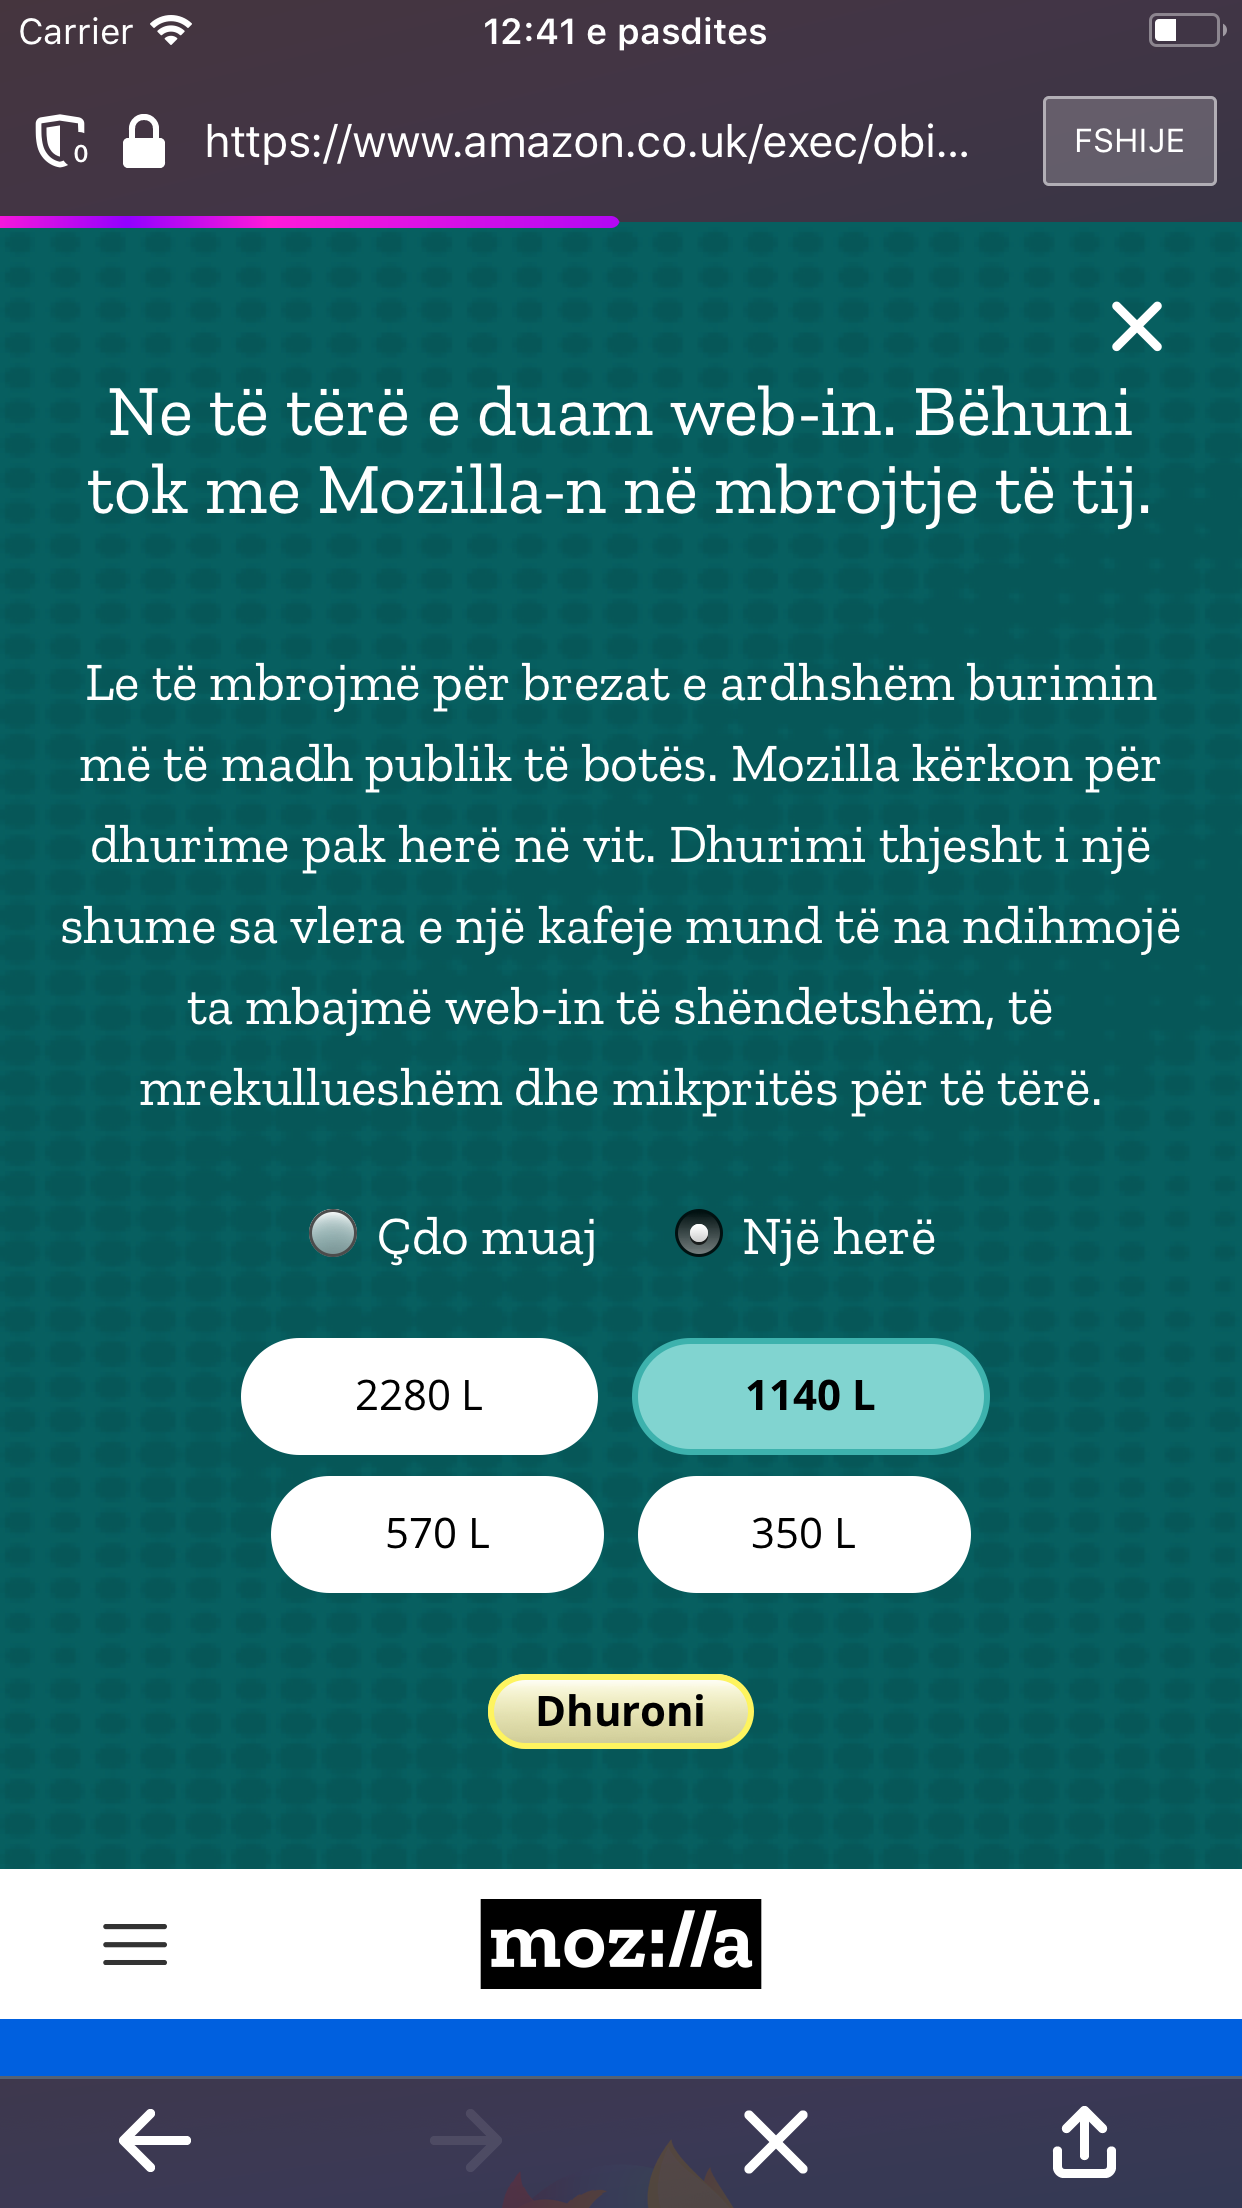 Carrier 12:41 e pasdites
0 https://www.amazon.co.uk/exec/obi... FSHIJE
Ne të tërë e duam web-in. Bëhuni
tok me Mozilla-n në mbrojtje të tij.
Le të mbrojmë për brezat e ardhshëm burimin
më të madh publik të botës. Mozilla kërkon për
dhurime pak herë në vit. Dhurimi thjesht i një
shume sa vlera e një kafeje mund të na ndihmojë
ta mbajmë web-in të shëndetshëm, të
mrekullueshëm dhe mikpritës për të tërë.
Çdo muaj Një herë
2280 L 1140 L
570 L 350 L
Dhuroni
moz://a